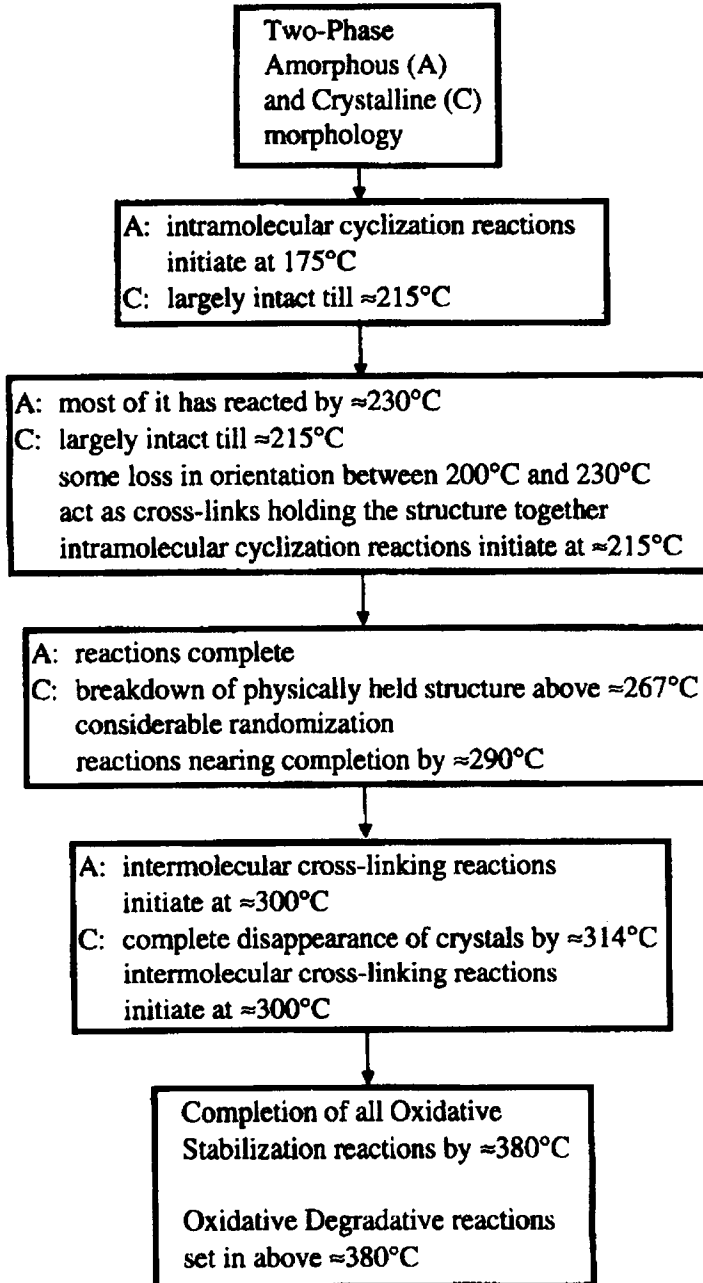 Two-Phase
Amorphous (A)
and Crystalline (C)
morphology
A: intramolecular cyclization reactions
initiate at 175°C
C: largely intact till ≈215°C
A: most of it has reacted by ≈230°C
C: largely intact till ≈215°C
some loss in orientation between 200°C and 230°C
act as cross-links holding the structure together
intramolecular cyclization reactions initiate at ≈215°C
A: reactions complete
C: breakdown of physically held structure above ≈267°C
considerable randomization
reactions nearing completion by ≈290°C
A: intermolecular cross-linking reactions
initiate at ≈300°C
C: complete disappearance of crystals by ≈314°C
intermolecular cross-linking reactions
initiate at ≈300°C
Completion of all Oxidative
Stabilization reactions by ≈380°C
Oxidative Degradative reactions
set in above ≈380°C